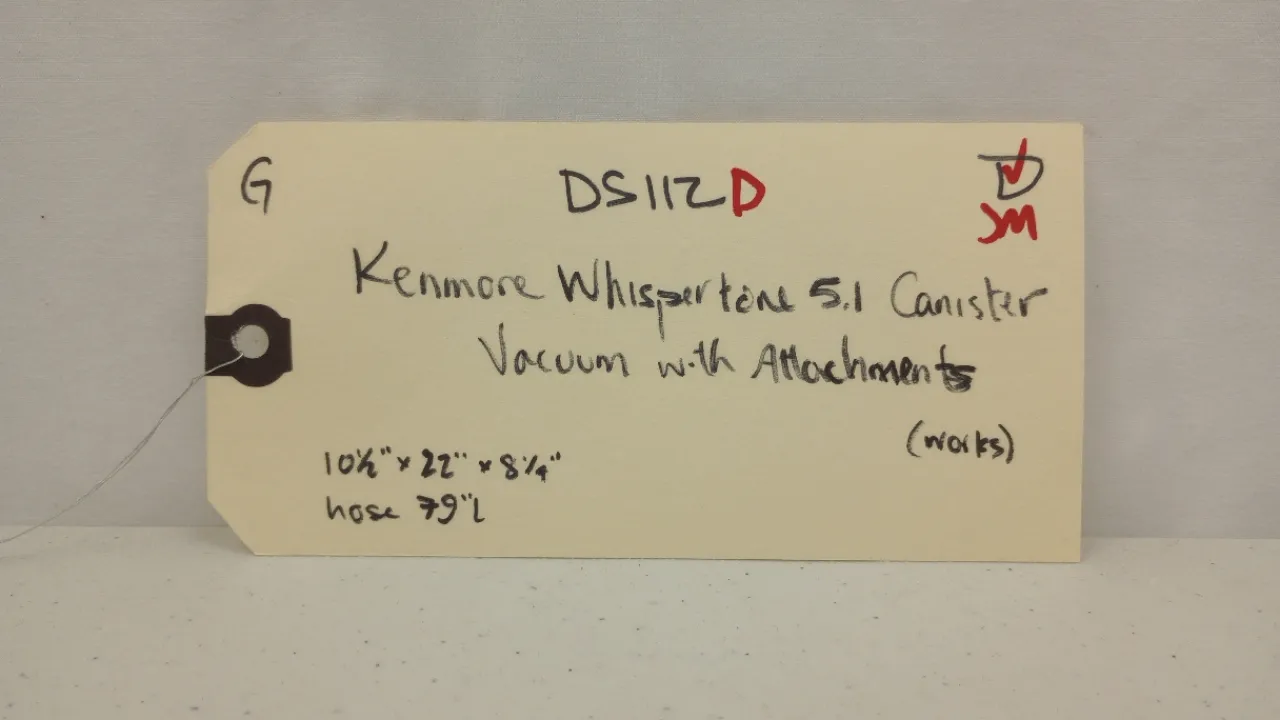 G
DS112D
D
JM
Kenmore Whispertone 5.1 Canister
Vacuum with Attachments
(works)
10½" x 22" x 8¼"
hose 79"L